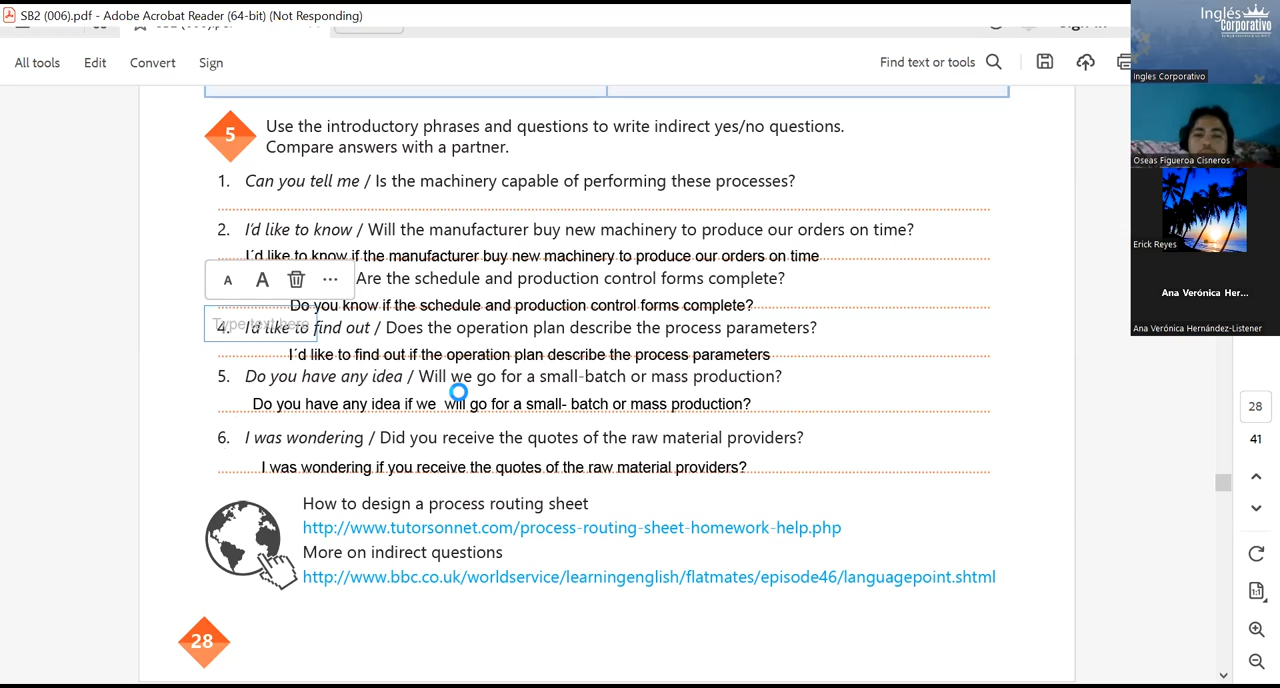 SB2 (006).pdf - Adobe Acrobat Reader (64-bit) (Not Responding)
All tools Edit Convert Sign Find text or tools
Inglés Corporativo
Ingles Corporativo
Oseas Figueroa Cisneros
Erick Reyes
Ana Verónica Her...
Ana Verónica Hernández-Listener
5 Use the introductory phrases and questions to write indirect yes/no questions.
Compare answers with a partner.
1. Can you tell me / Is the machinery capable of performing these processes?
2. I'd like to know / Will the manufacturer buy new machinery to produce our orders on time?
I´d like to know if the manufacturer buy new machinery to produce our orders on time
A A ... Are the schedule and production control forms complete?
Do you know if the schedule and production control forms complete?
Type text here
4. I'd like to find out / Does the operation plan describe the process parameters?
I´d like to find out if the operation plan describe the process parameters
5. Do you have any idea / Will we go for a small-batch or mass production?
Do you have any idea if we will go for a small- batch or mass production?
6. I was wondering / Did you receive the quotes of the raw material providers?
I was wondering if you receive the quotes of the raw material providers?
How to design a process routing sheet
http://www.tutorsonnet.com/process-routing-sheet-homework-help.php
More on indirect questions
http://www.bbc.co.uk/worldservice/learningenglish/flatmates/episode46/languagepoint.shtml
28
28
41
1:1